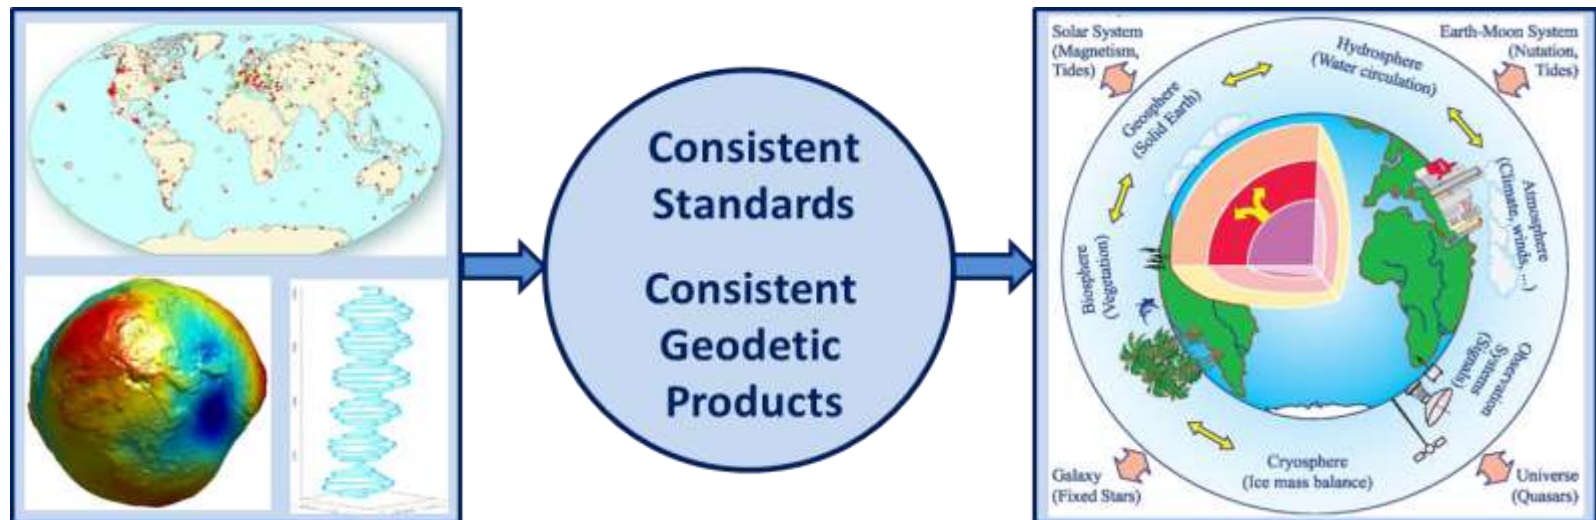 Consistent
Standards
Consistent
Geodetic
Products
Solar System
(Magnetism,
Tides)
Earth-Moon System
(Nutation,
Tides)
Hydrosphere
(Water circulation)
Geosphere
(Solid Earth)
Atmosphere
(Climate, winds, ...)
Biosphere
(Vegetation)
Observation
Systems
(Signals)
Cryosphere
(Ice mass balance)
Galaxy
(Fixed Stars)
Universe
(Quasars)